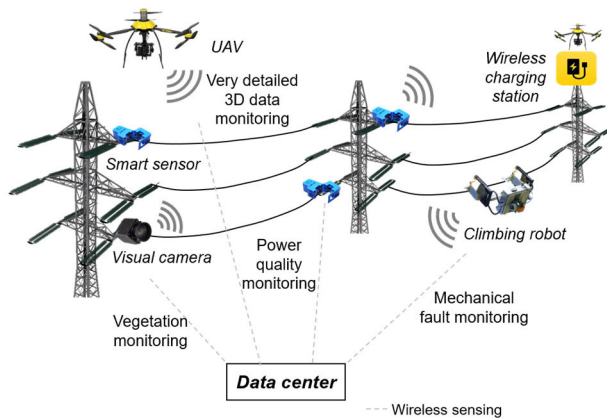 UAV
Wireless
charging
station
Very detailed
3D data
monitoring
Smart sensor
Visual camera
Climbing robot
Power
quality
monitoring
Vegetation
monitoring
Mechanical
fault monitoring
Data center
Wireless sensing